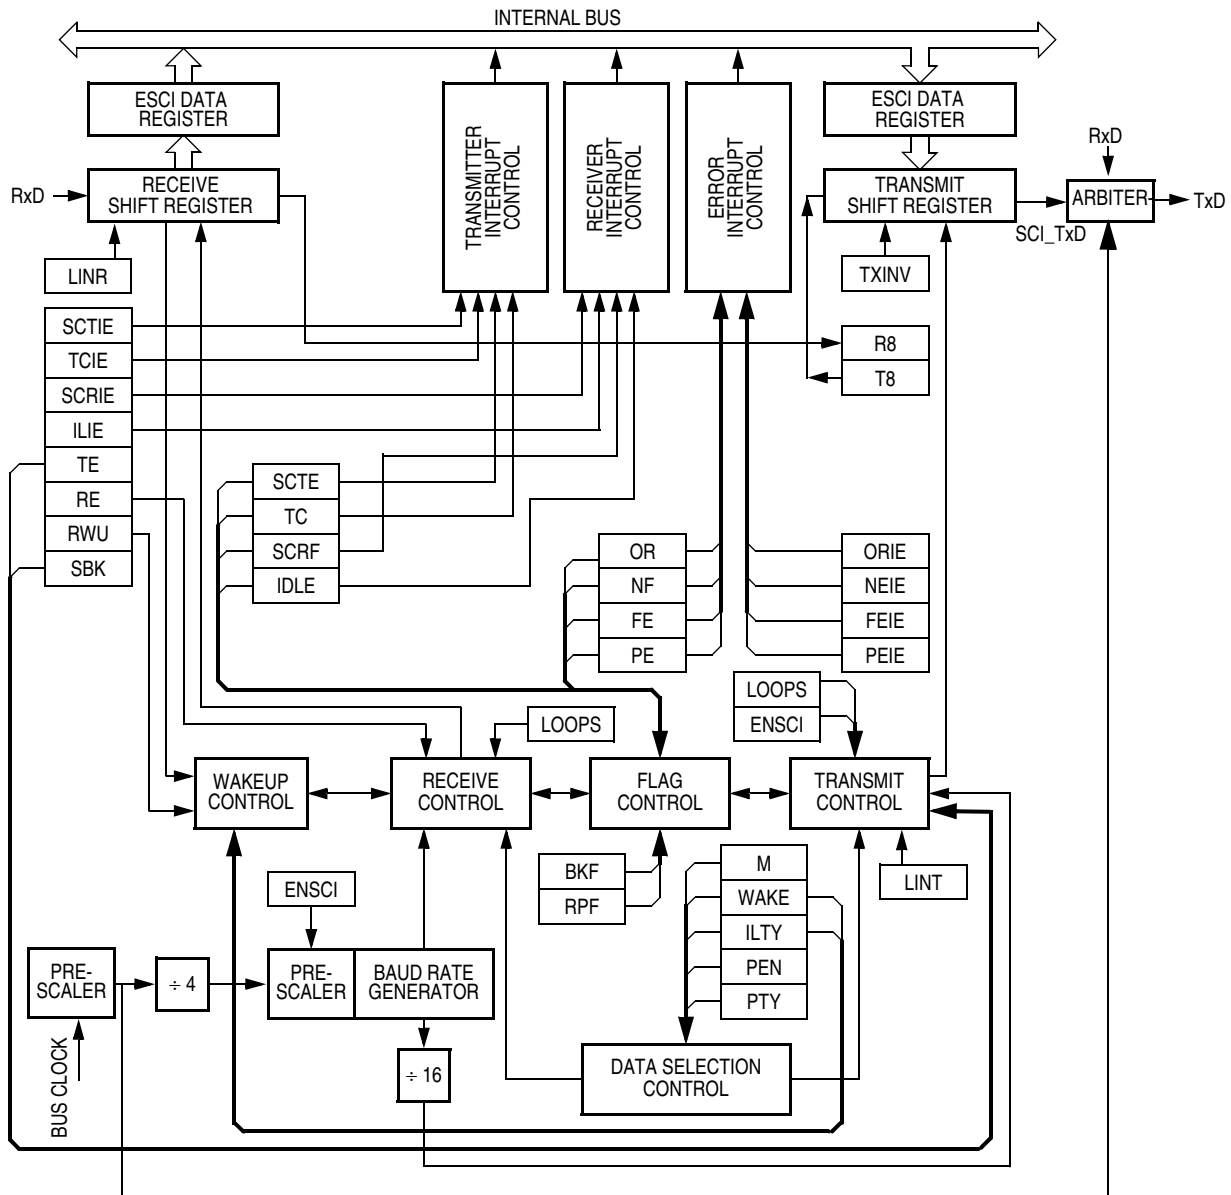 INTERNAL BUS
ESCI DATA
REGISTER
TRANSMITTER
INTERRUPT
CONTROL
RECEIVER
INTERRUPT
CONTROL
ERROR
INTERRUPT
CONTROL
ESCI DATA
REGISTER
RxD
RxD
RECEIVE
SHIFT REGISTER
TRANSMIT
SHIFT REGISTER
ARBITER
TxD
SCI_TxD
LINR
TXINV
SCTIE
TCIE
SCRIE
ILIE
TE
RE
RWU
SBK
R8
T8
SCTE
TC
SCRF
IDLE
OR
NF
FE
PE
ORIE
NEIE
FEIE
PEIE
LOOPS
LOOPS
ENSCI
WAKEUP
CONTROL
RECEIVE
CONTROL
FLAG
CONTROL
TRANSMIT
CONTROL
BKF
RPF
M
WAKE
ILTY
PEN
PTY
LINT
ENSCI
PRE-
SCALER
÷ 4
PRE-
SCALER
BAUD RATE
GENERATOR
BUS CLOCK
÷ 16
DATA SELECTION
CONTROL